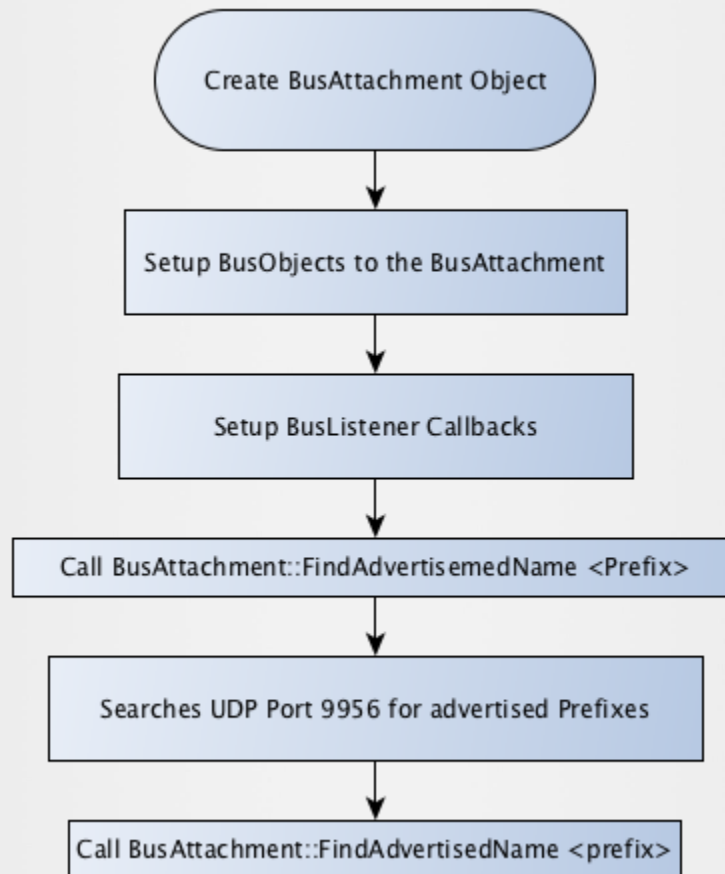 Create BusAttachment Object
Setup BusObjects to the BusAttachment
Setup BusListener Callbacks
Call BusAttachment::FindAdvertisemedName <Prefix>
Searches UDP Port 9956 for advertised Prefixes
Call BusAttachment::FindAdvertisedName <prefix>